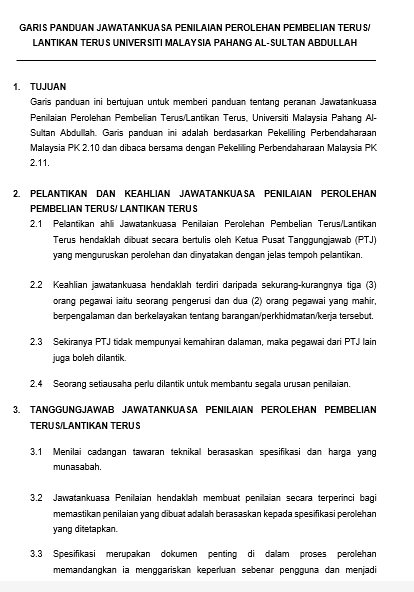 GARIS PANDUAN JAWATANKUASA PENILAIAN PEROLEHAN PEMBELIAN TERUS/
LANTIKAN TERUS UNIVERSITI MALAYSIA PAHANG AL-SULTAN ABDULLAH
1. TUJUAN
Garis panduan ini bertujuan untuk memberi panduan tentang peranan Jawatankuasa
Penilaian Perolehan Pembelian Terus/Lantikan Terus, Universiti Malaysia Pahang Al-
Sultan Abdullah. Garis panduan ini adalah berdasarkan Pekeliling Perbendaharaan
Malaysia PK 2.10 dan dibaca bersama dengan Pekeliling Perbendaharaan Malaysia PK
2.11.
2. PELANTIKAN DAN KEAHLIAN JAWATANKUASA PENILAIAN PEROLEHAN
PEMBELIAN TERUS/ LANTIKAN TERUS
2.1 Pelantikan ahli Jawatankuasa Penilaian Perolehan Pembelian Terus/Lantikan
Terus hendaklah dibuat secara bertulis oleh Ketua Pusat Tanggungjawab (PTJ)
yang menguruskan perolehan dan dinyatakan dengan jelas tempoh pelantikan.
2.2 Keahlian jawatankuasa hendaklah terdiri daripada sekurang-kurangnya tiga (3)
orang pegawai iaitu seorang pengerusi dan dua (2) orang pegawai yang mahir,
berpengalaman dan berkelayakan tentang barangan/perkhidmatan/kerja tersebut.
2.3 Sekiranya PTJ tidak mempunyai kemahiran dalaman, maka pegawai dari PTJ lain
juga boleh dilantik.
2.4 Seorang setiausaha perlu dilantik untuk membantu segala urusan penilaian.
3. TANGGUNGJAWAB JAWATANKUASA PENILAIAN PEROLEHAN PEMBELIAN
TERUS/LANTIKAN TERUS
3.1 Menilai cadangan tawaran teknikal berasaskan spesifikasi dan harga yang
munasabah.
3.2 Jawatankuasa Penilaian hendaklah membuat penilaian secara terperinci bagi
memastikan penilaian yang dibuat adalah berasaskan kepada spesifikasi perolehan
yang ditetapkan.
3.3 Spesifikasi merupakan dokumen penting di dalam proses perolehan
memandangkan ia menggariskan keperluan sebenar pengguna dan menjadi